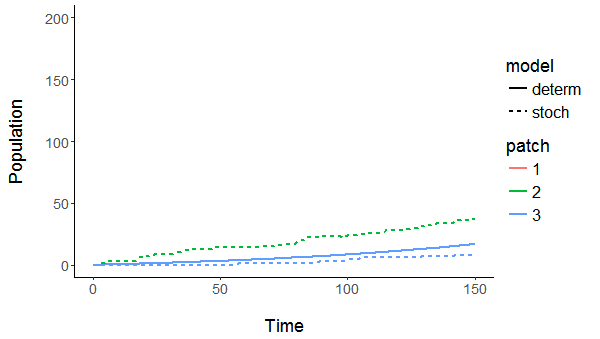 200
150
100
50
0
Population
0 50 100 150
Time
model
determ
stoch
patch
1
2
3